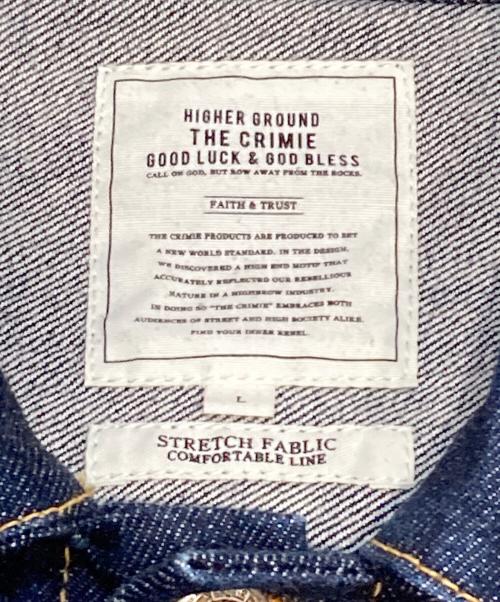 HIGHER GROUND
THE CRIMIE
GOOD LUCK & GOD BLESS
CALL ON GOD, BUT ROW AWAY FROM THE ROCKS.
FAITH & TRUST
THE CRIMIE PRODUCTS ARE PRODUCED TO SET
A NEW WORLD STANDARD. IN THE DESIGN,
WE DISCOVERED A HIGH END MOTIF THAT
ACCURATELY REFLECTED OUR REBELLIOUS
NATURE IN A HIGHBROW INDUSTRY.
IN DOING SO "THE CRIMIE" EMBRACES BOTH
AUDIENCES OF STREET AND HIGH SOCIETY ALIKE.
FIND YOUR INNER REBEL.
L
STRETCH FABLIC
COMFORTABLE LINE